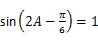 sin(2A − π/6) = 1